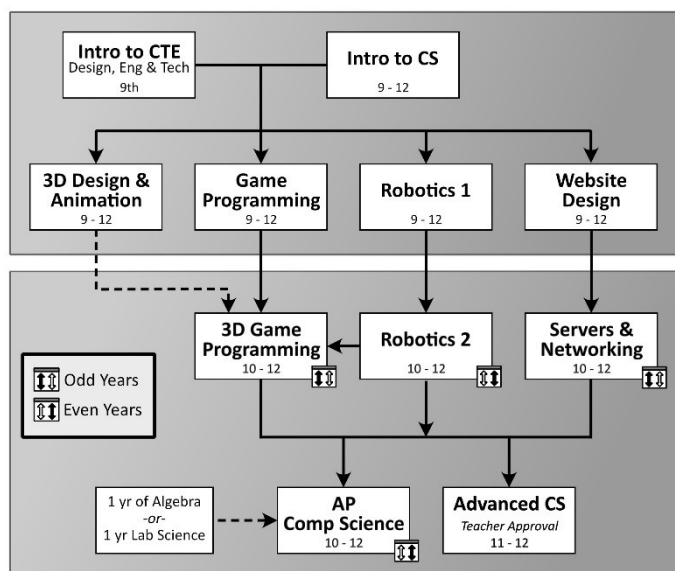 Intro to CTE
Design, Eng & Tech
9th
Intro to CS
9 - 12
3D Design &
Animation
9 - 12
Game
Programming
9 - 12
Robotics 1
9 - 12
Website
Design
9 - 12
3D Game
Programming
10 - 12
Robotics 2
10 - 12
Servers &
Networking
10 - 12
Odd Years
Even Years
1 yr of Algebra
-or-
1 yr Lab Science
AP
Comp Science
10 - 12
Advanced CS
Teacher Approval
11 - 12